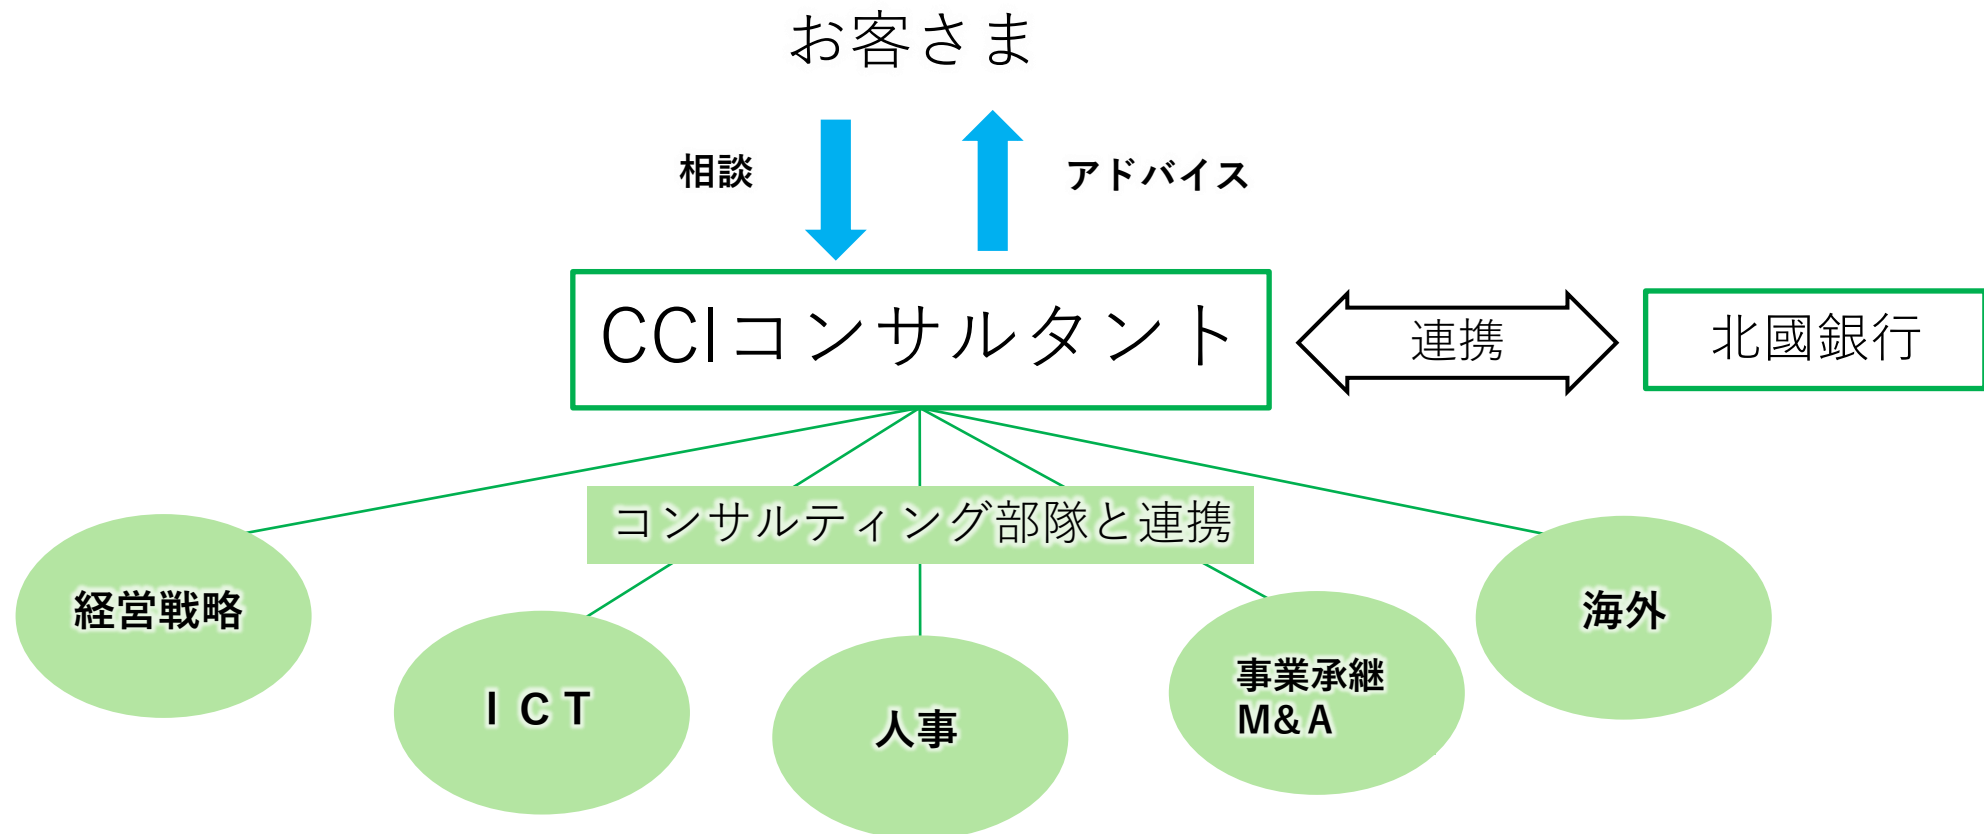 お客さま
相談
アドバイス
CCIコンサルタント
連携
北國銀行
コンサルティング部隊と連携
経営戦略
ＩＣＴ
人事
事業承継
M&A
海外